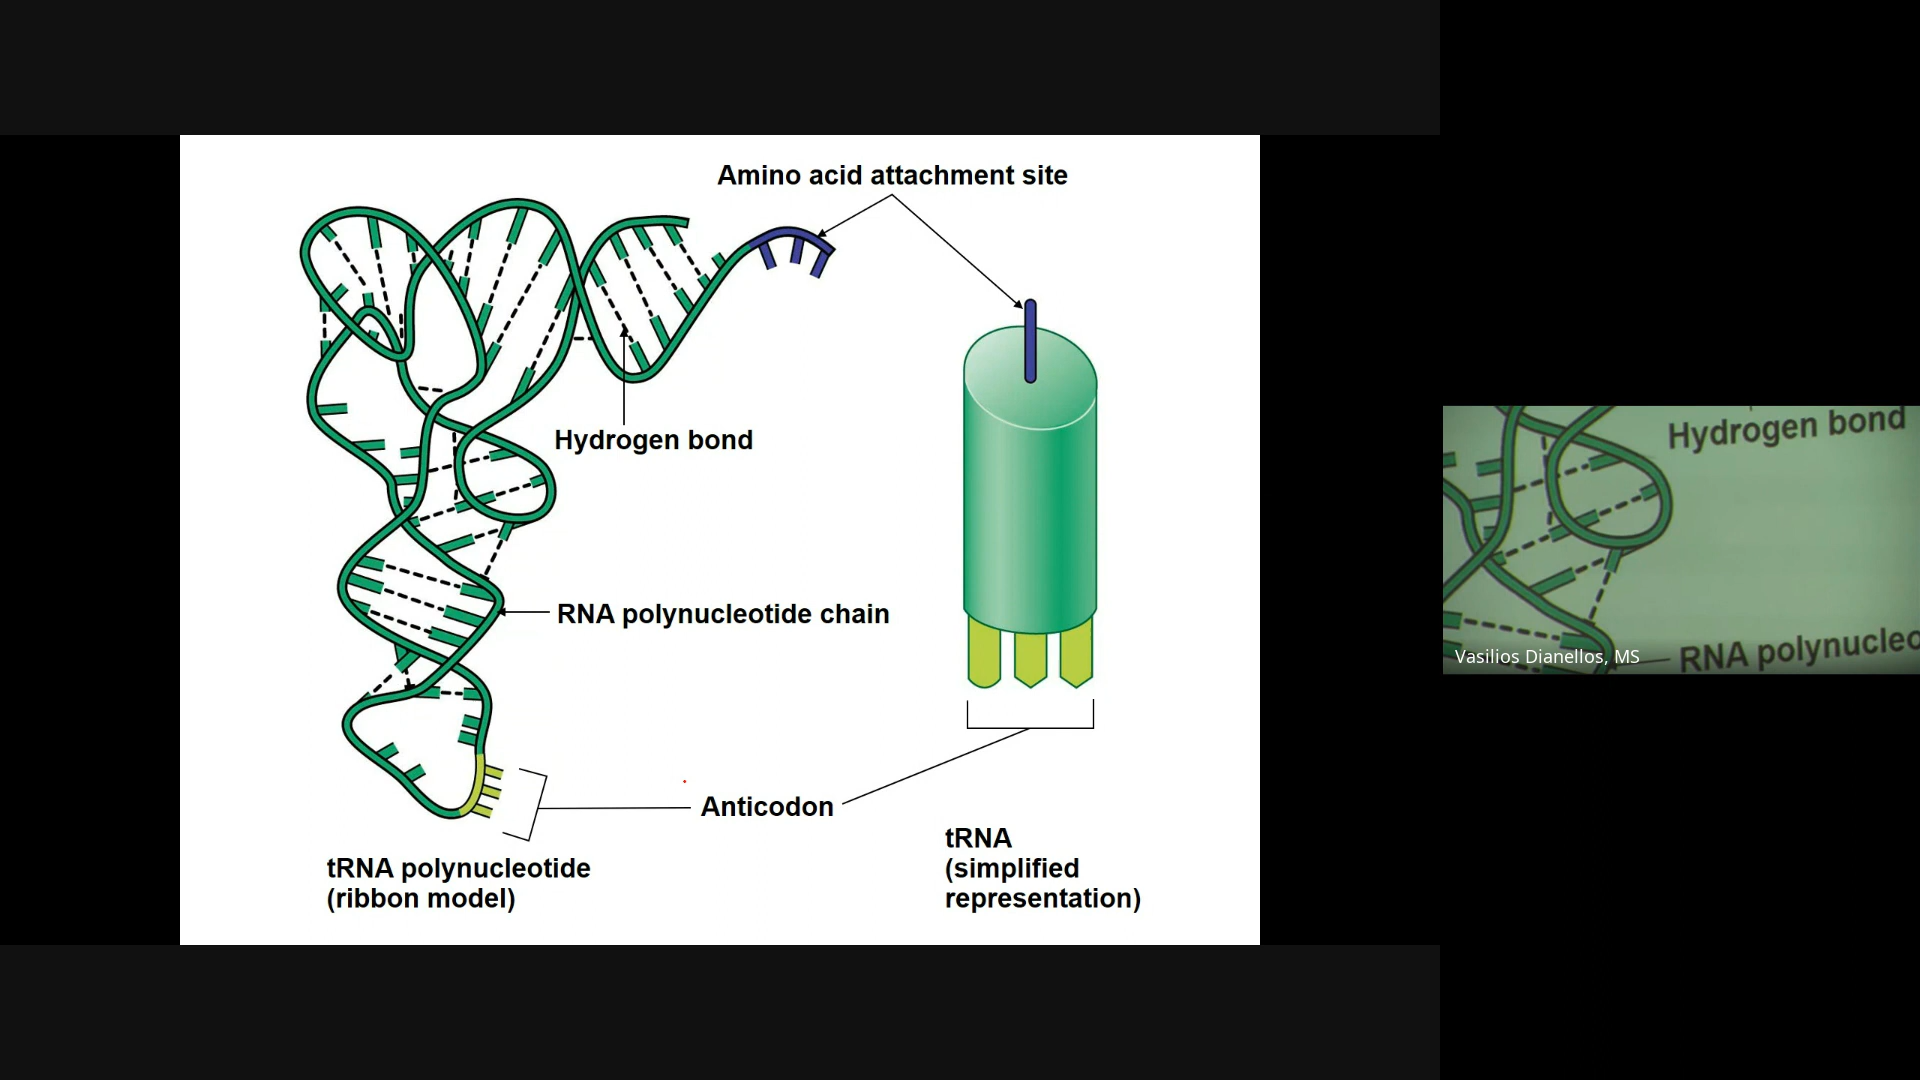 Amino acid attachment site
Hydrogen bond
RNA polynucleotide chain
Anticodon
tRNA polynucleotide
(ribbon model)
tRNA
(simplified
representation)
Hydrogen bond
RNA polynucleo
Vasilios Dianellos, MS